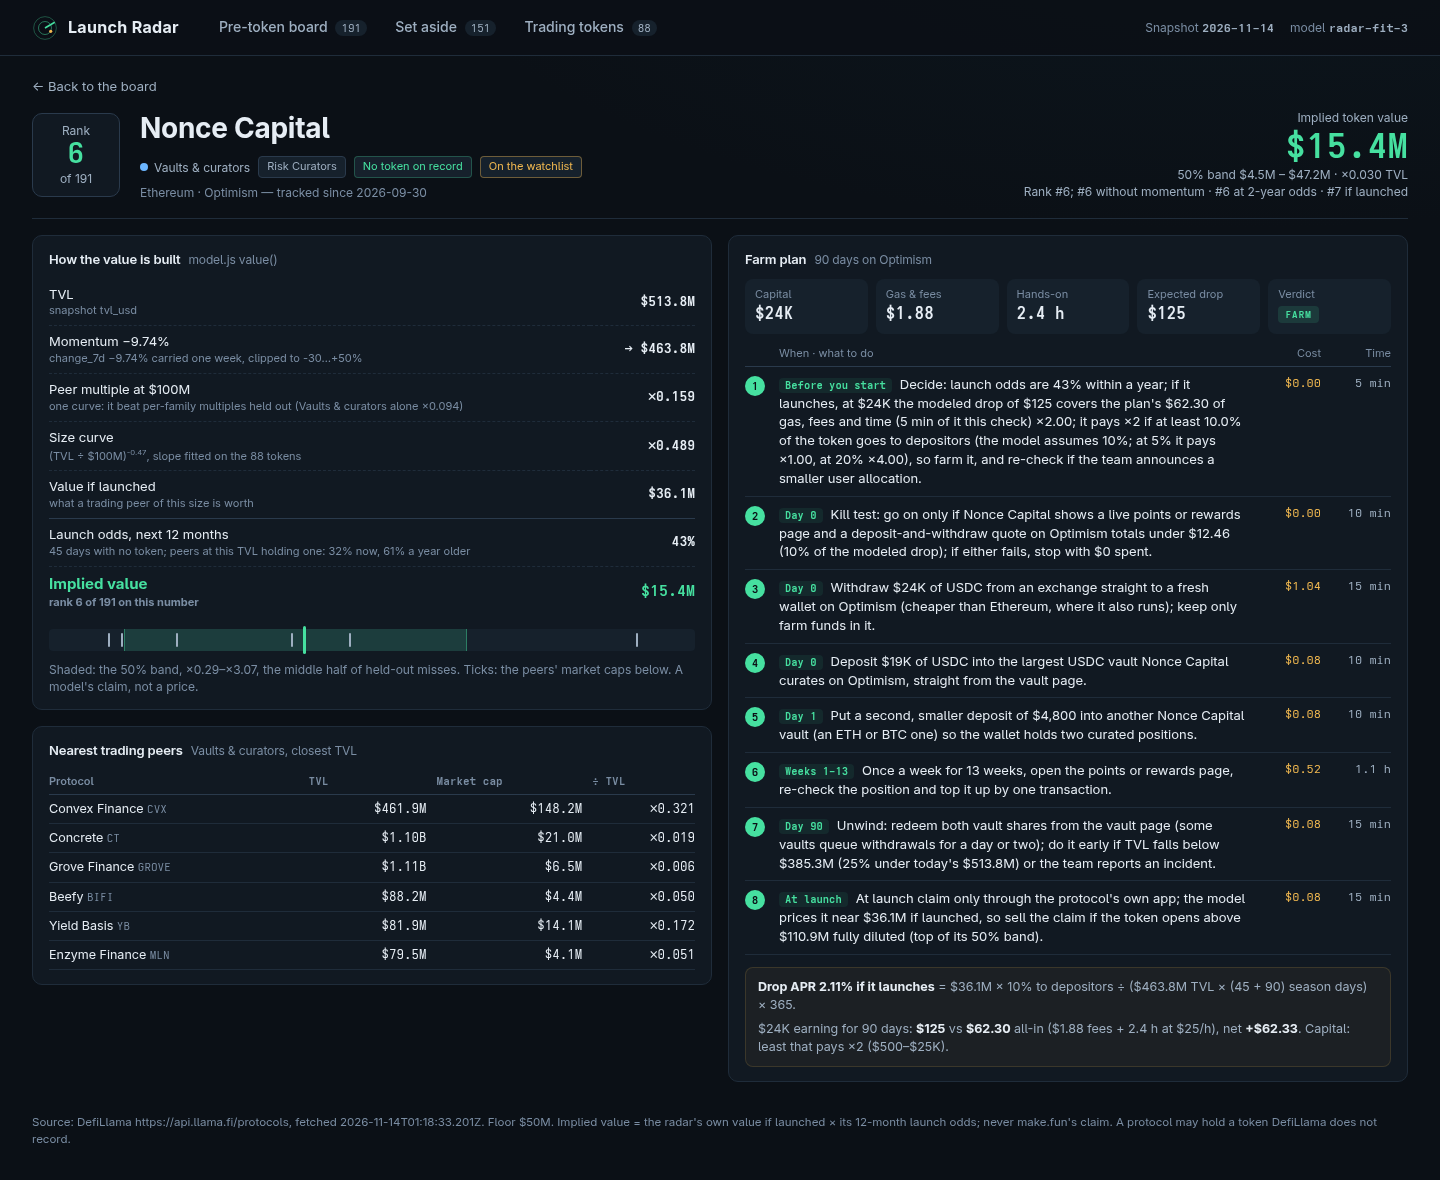 Launch Radar
Pre-token board 191
Set aside 151
Trading tokens 88
Snapshot 2026-11-14 model radar-fit-3
← Back to the board
Rank
6
of 191
Nonce Capital
Vaults & curators Risk Curators No token on record On the watchlist
Ethereum · Optimism — tracked since 2026-09-30
Implied token value
$15.4M
50% band $4.5M – $47.2M · ×0.030 TVL
Rank #6; #6 without momentum · #6 at 2-year odds · #7 if launched
How the value is built model.js value()
TVL
snapshot tvl_usd
$513.8M
Momentum −9.74%
change_7d −9.74% carried one week, clipped to -30…+50%
→ $463.8M
Peer multiple at $100M
one curve: it beat per-family multiples held out (Vaults & curators alone ×0.094)
×0.159
Size curve
(TVL ÷ $100M)-0.47, slope fitted on the 88 tokens
×0.489
Value if launched
what a trading peer of this size is worth
$36.1M
Launch odds, next 12 months
45 days with no token; peers at this TVL holding one: 32% now, 61% a year older
43%
Implied value
rank 6 of 191 on this number
$15.4M
Shaded: the 50% band, ×0.29–×3.07, the middle half of held-out misses. Ticks: the peers' market caps below. A
model's claim, not a price.
Nearest trading peers Vaults & curators, closest TVL
Protocol TVL Market cap ÷ TVL
Convex Finance CVX $461.9M $148.2M ×0.321
Concrete CT $1.10B $21.0M ×0.019
Grove Finance GROVE $1.11B $6.5M ×0.006
Beefy BIFI $88.2M $4.4M ×0.050
Yield Basis YB $81.9M $14.1M ×0.172
Enzyme Finance MLN $79.5M $4.1M ×0.051
Farm plan 90 days on Optimism
Capital
$24K
Gas & fees
$1.88
Hands-on
2.4 h
Expected drop
$125
Verdict
FARM
When · what to do Cost Time
1 Before you start Decide: launch odds are 43% within a year; if it $0.00 5 min
launches, at $24K the modeled drop of $125 covers the plan's $62.30 of
gas, fees and time (5 min of it this check) ×2.00; it pays ×2 if at least 10.0%
of the token goes to depositors (the model assumes 10%; at 5% it pays
×1.00, at 20% ×4.00), so farm it, and re-check if the team announces a
smaller user allocation.
2 Day 0 Kill test: go on only if Nonce Capital shows a live points or rewards $0.00 10 min
page and a deposit-and-withdraw quote on Optimism totals under $12.46
(10% of the modeled drop); if either fails, stop with $0 spent.
3 Day 0 Withdraw $24K of USDC from an exchange straight to a fresh $1.04 15 min
wallet on Optimism (cheaper than Ethereum, where it also runs); keep only
farm funds in it.
4 Day 0 Deposit $19K of USDC into the largest USDC vault Nonce Capital $0.08 10 min
curates on Optimism, straight from the vault page.
5 Day 1 Put a second, smaller deposit of $4,800 into another Nonce Capital $0.08 10 min
vault (an ETH or BTC one) so the wallet holds two curated positions.
6 Weeks 1–13 Once a week for 13 weeks, open the points or rewards page, $0.52 1.1 h
re-check the position and top it up by one transaction.
7 Day 90 Unwind: redeem both vault shares from the vault page (some $0.08 15 min
vaults queue withdrawals for a day or two); do it early if TVL falls below
$385.3M (25% under today's $513.8M) or the team reports an incident.
8 At launch At launch claim only through the protocol's own app; the model $0.08 15 min
prices it near $36.1M if launched, so sell the claim if the token opens above
$110.9M fully diluted (top of its 50% band).
Drop APR 2.11% if it launches = $36.1M × 10% to depositors ÷ ($463.8M TVL × (45 + 90) season days)
× 365.
$24K earning for 90 days: $125 vs $62.30 all-in ($1.88 fees + 2.4 h at $25/h), net +$62.33. Capital:
least that pays ×2 ($500–$25K).
Source: DefiLlama https://api.llama.fi/protocols, fetched 2026-11-14T01:18:33.201Z. Floor $50M. Implied value = the radar's own value if launched × its 12-month launch odds; never make.fun's claim. A protocol may hold a token DefiLlama does not
record.